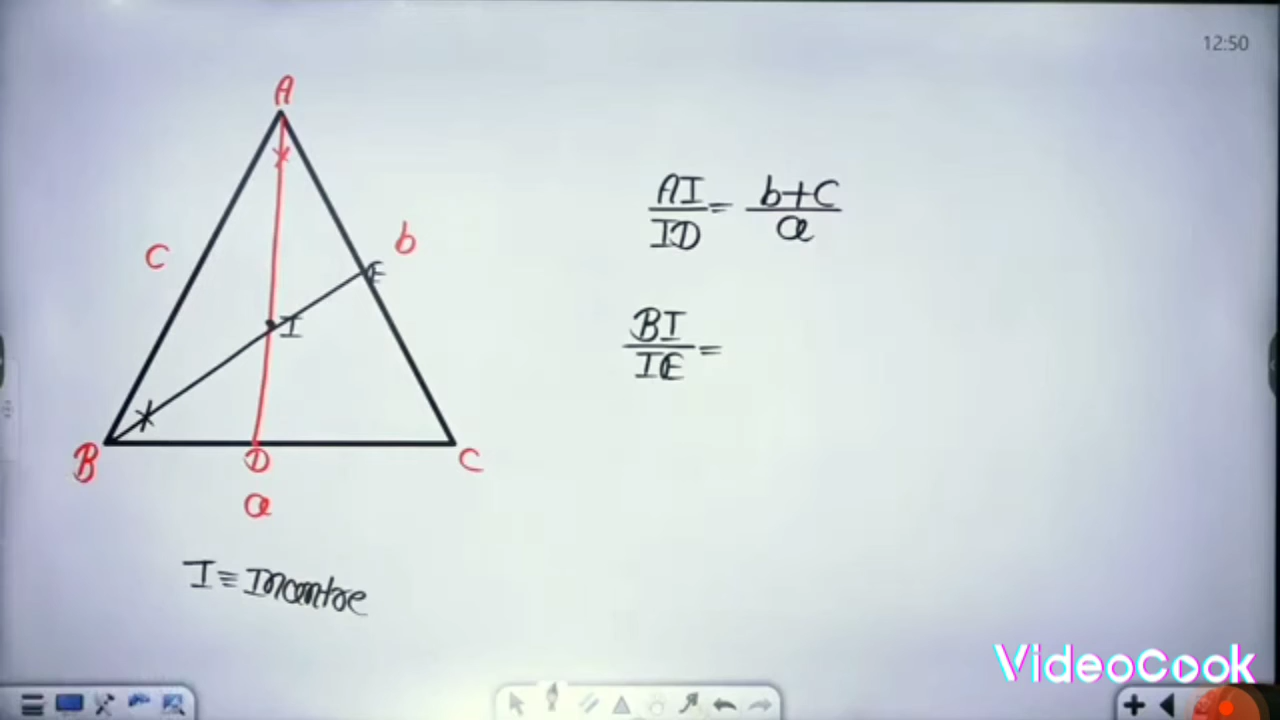 12:50
A
C
b
E
I
B
D
C
a
I = Incentre
AI/ID = b+c/a
BI/IE =
VideoCook